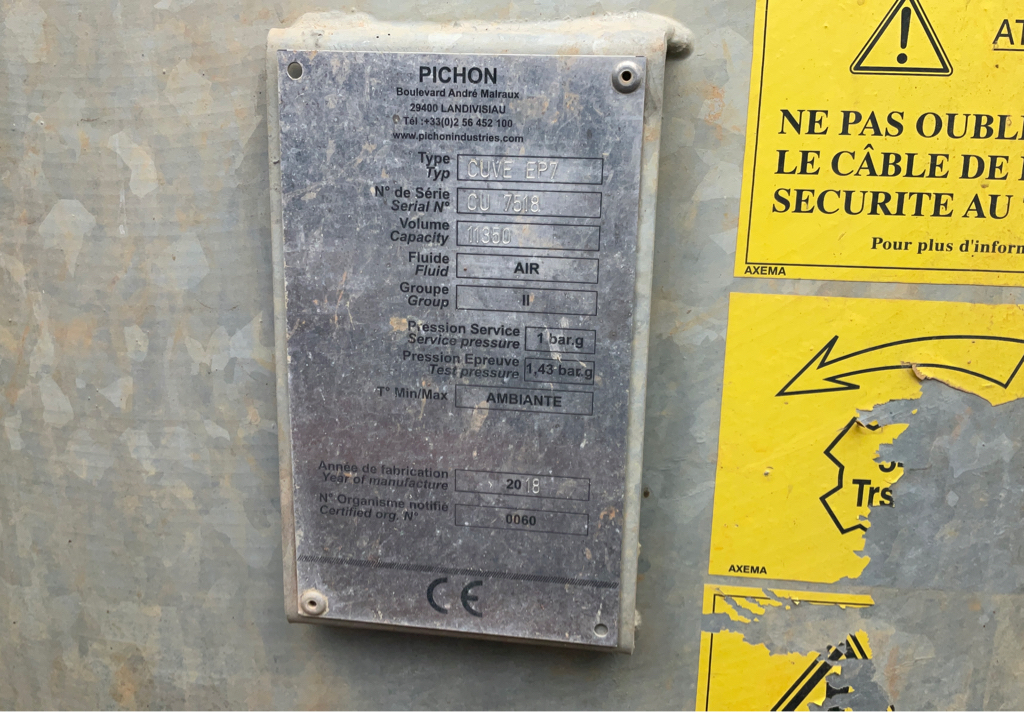 PICHON
Boulevard André Malraux
29400 LANDIVISIAU
Tél :+33(0)2 56 452 100
www.pichonindustries.com
Type
Typ
CUVE EP7
N° de Série
Serial N°
CU 7518
Volume
Capacity
11350
Fluide
Fluid
AIR
Groupe
Group
II
Pression Service
Service pressure
1 bar.g
Pression Epreuve
Test pressure
1,43 bar.g
T° Min/Max
AMBIANTE
Année de fabrication
Year of manufacture
2018
N° Organisme notifié
Certified org. N°
0060
CE
NE PAS
LE CÂBLE DE
SECURITE AU
Pour plus
AXEMA
Trs
AXEMA